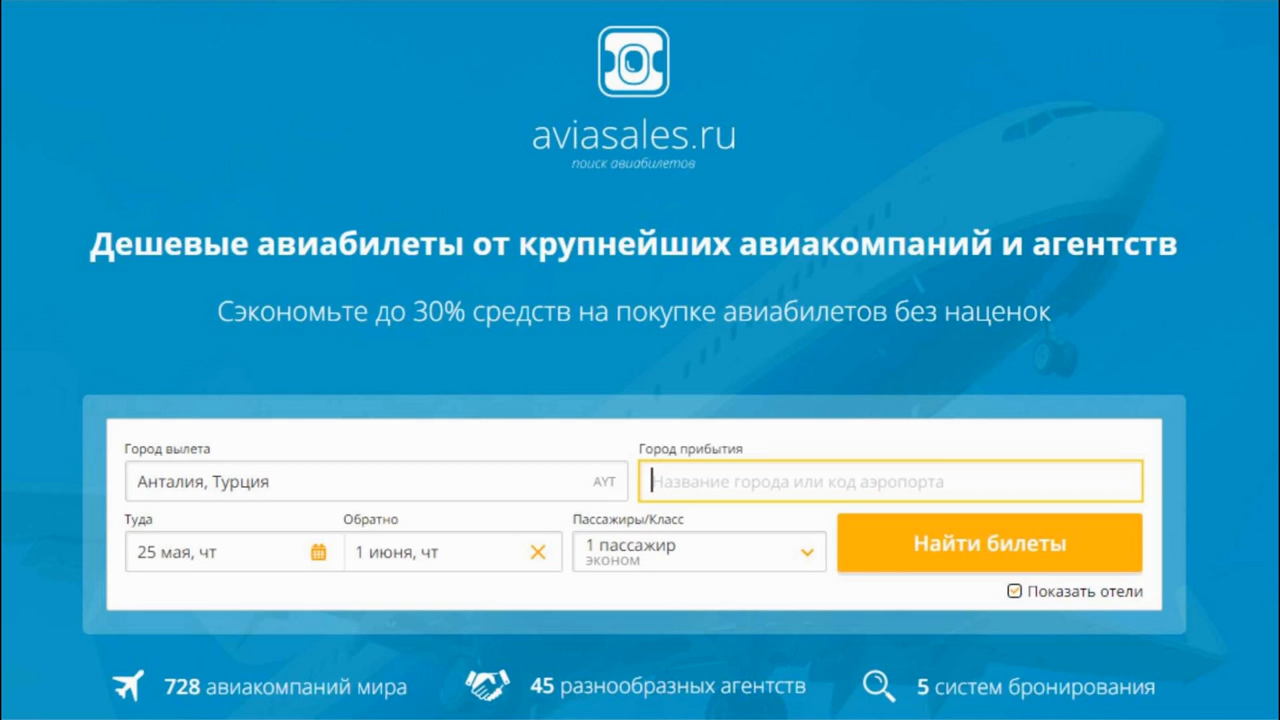 aviasales.ru
поиск авиабилетов
Дешевые авиабилеты от крупнейших авиакомпаний и агентств
Сэкономьте до 30% средств на покупке авиабилетов без наценок
Город вылета
Город прибытия
Анталия, Турция AYT
Название города или код аэропорта
Туда
Обратно
Пассажиры/Класс
25 мая, чт
1 июня, чт
1 пассажир
эконом
Найти билеты
Показать отели
728 авиакомпаний мира
45 разнообразных агентств
5 систем бронирования